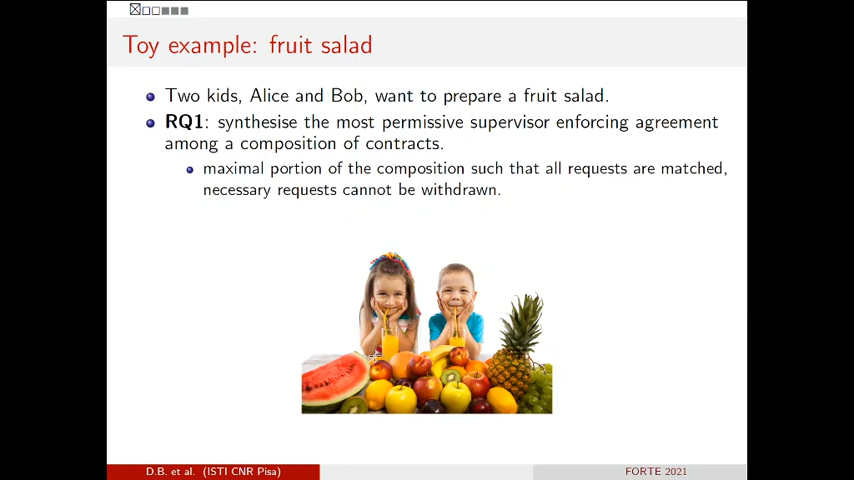 Toy example: fruit salad
Two kids, Alice and Bob, want to prepare a fruit salad.
RQ1: synthesise the most permissive supervisor enforcing agreement
among a composition of contracts.
maximal portion of the composition such that all requests are matched,
necessary requests cannot be withdrawn.
D.B. et al. (ISTI CNR Pisa)
FORTE 2021